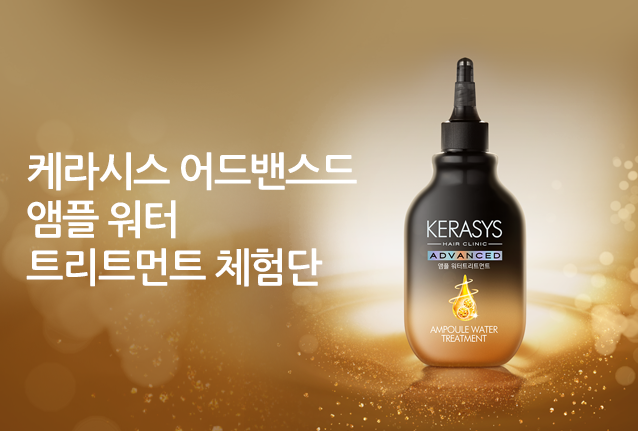 케라시스 어드밴스드
앰플 워터
트리트먼트 체험단
KERASYS
HAIR CLINIC
ADVANCED
앰플 워터트리트먼트
AMPOULE WATER
TREATMENT